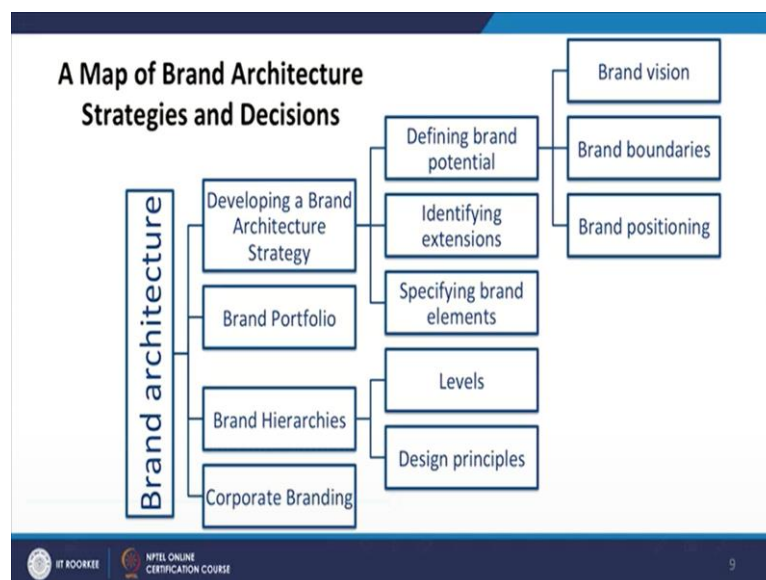 A Map of Brand Architecture
Strategies and Decisions
Brand architecture
Developing a Brand
Architecture
Strategy
Brand Portfolio
Brand Hierarchies
Corporate Branding
Defining brand
potential
Identifying
extensions
Specifying brand
elements
Levels
Design principles
Brand vision
Brand boundaries
Brand positioning
IIT ROORKEE
NPTEL ONLINE
CERTIFICATION COURSE
9